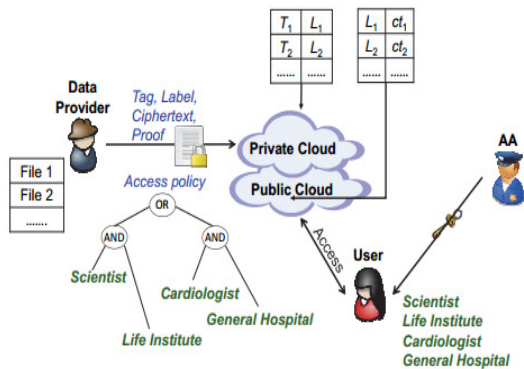 T1 L1
T2 L2
...... ......
L1 ct1
L2 ct2
...... ......
Data
Provider
Tag, Label,
Ciphertext,
Proof
Private Cloud
Public Cloud
AA
File 1
File 2
.......
Access policy
OR
AND
AND
Access
User
Scientist
Cardiologist
Life Institute
General Hospital
Scientist
Life Institute
Cardiologist
General Hospital